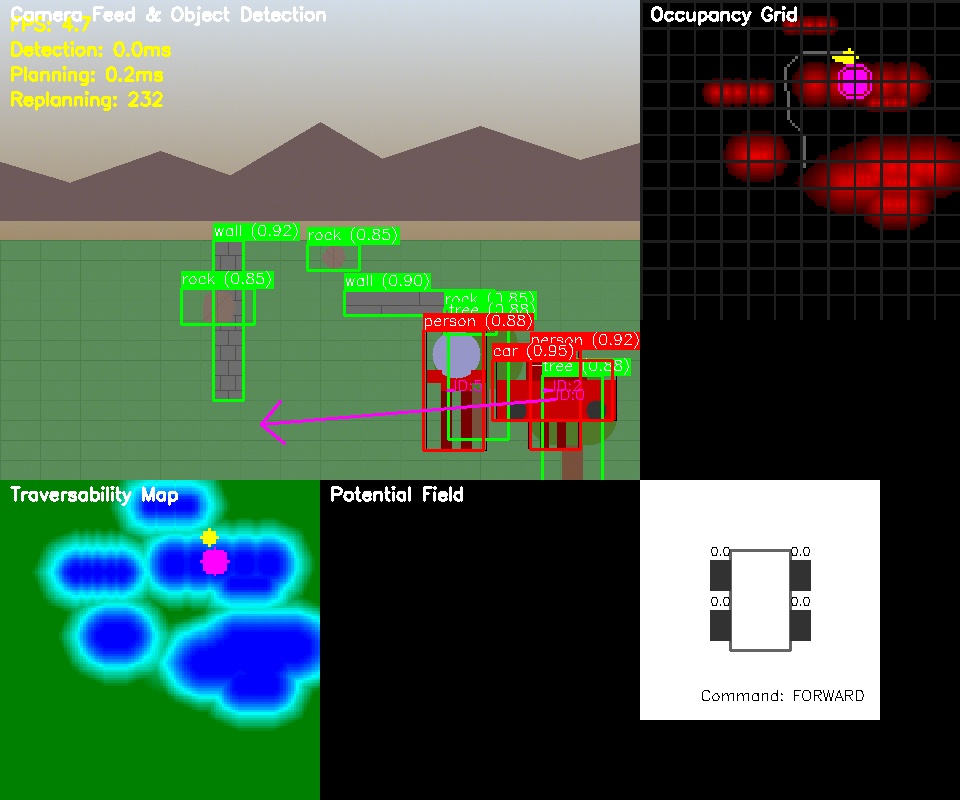 Camera Feed & Object Detection
FPS: 4.7
Detection: 0.0ms
Planning: 0.2ms
Replanning: 232
Occupancy Grid
wall (0.92)
rock (0.85)
rock (0.85)
wall (0.90)
rock (0.85)
tree (0.88)
person (0.88)
person (0.92)
car (0.95)
tree (0.88)
ID:5
ID:2
ID:0
Traversability Map
Potential Field
0.0
0.0
0.0
0.0
Command: FORWARD